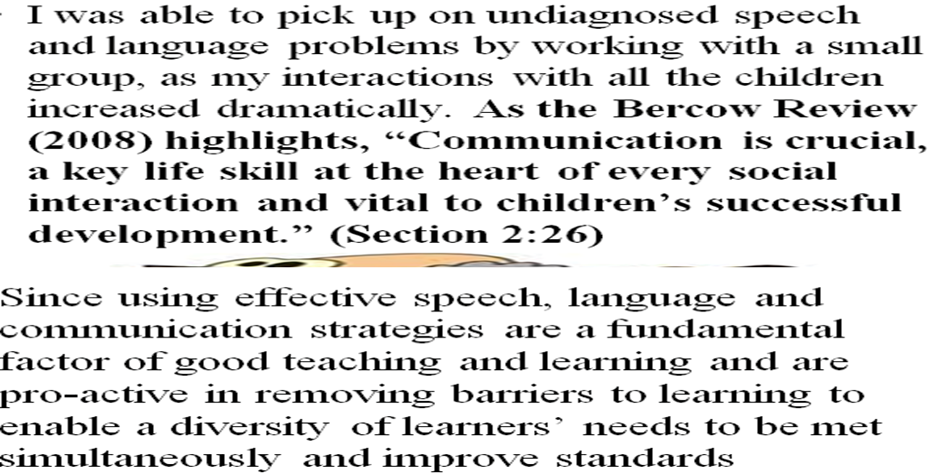 I was able to pick up on undiagnosed speech
and language problems by working with a small
group, as my interactions with all the children
increased dramatically. As the Bercow Review
(2008) highlights, “Communication is crucial,
a key life skill at the heart of every social
interaction and vital to children’s successful
development.” (Section 2:26)
Since using effective speech, language and
communication strategies are a fundamental
factor of good teaching and learning and are
pro-active in removing barriers to learning to
enable a diversity of learners’ needs to be met
simultaneously and improve standards